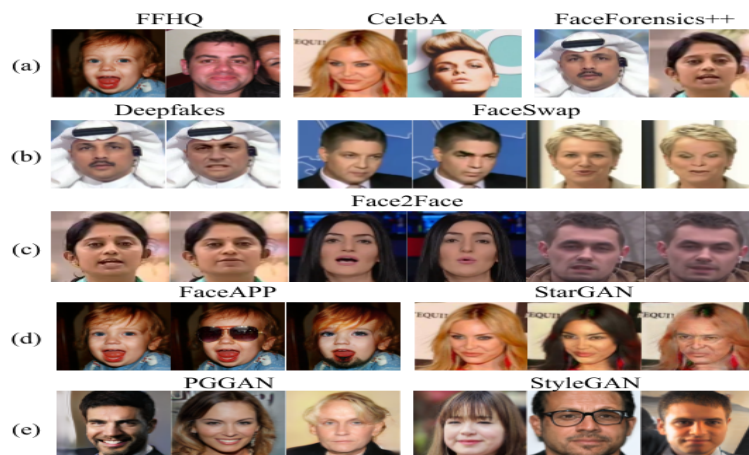 FFHQ CelebA FaceForensics++
(a)
Deepfakes FaceSwap
(b)
Face2Face
(c)
FaceAPP StarGAN
(d)
PGGAN StyleGAN
(e)